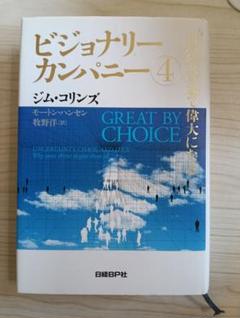 ビジョナリー
カンパニー④
ジム・コリンズ
モートン・ハンセン
牧野洋[訳]
偉大に
GREAT BY
CHOICE
日経BP社